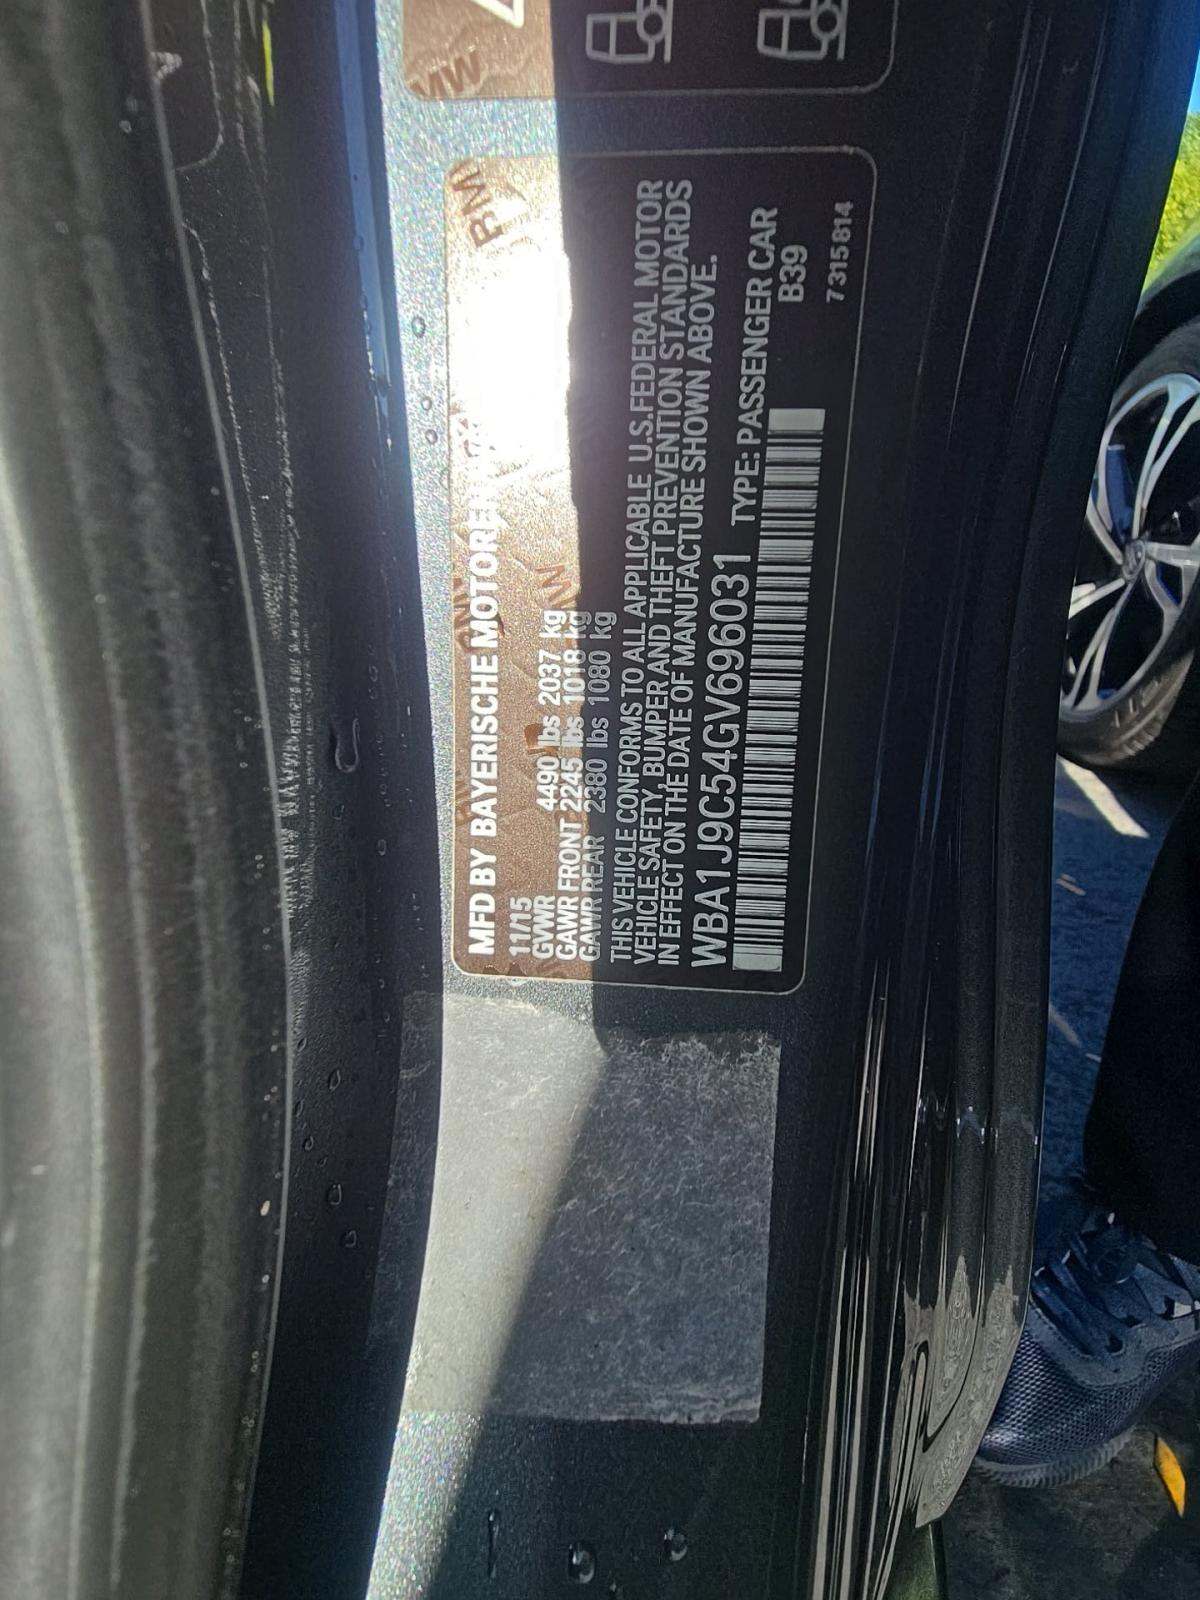 MFD BY BAYERISCHE MOTOREN
11/15
GVWR 4490 lbs 2037 kg
GAWR FRONT 2245 lbs 1018 kg
GAWR REAR 2380 lbs 1080 kg
THIS VEHICLE CONFORMS TO ALL APPLICABLE U.S.FEDERAL MOTOR
VEHICLE SAFETY, BUMPER AND THEFT PREVENTION STANDARDS
IN EFFECT ON THE DATE OF MANUFACTURE SHOWN ABOVE.
WBA1J9C54GV696031 TYPE: PASSENGER CAR
B39
7315814